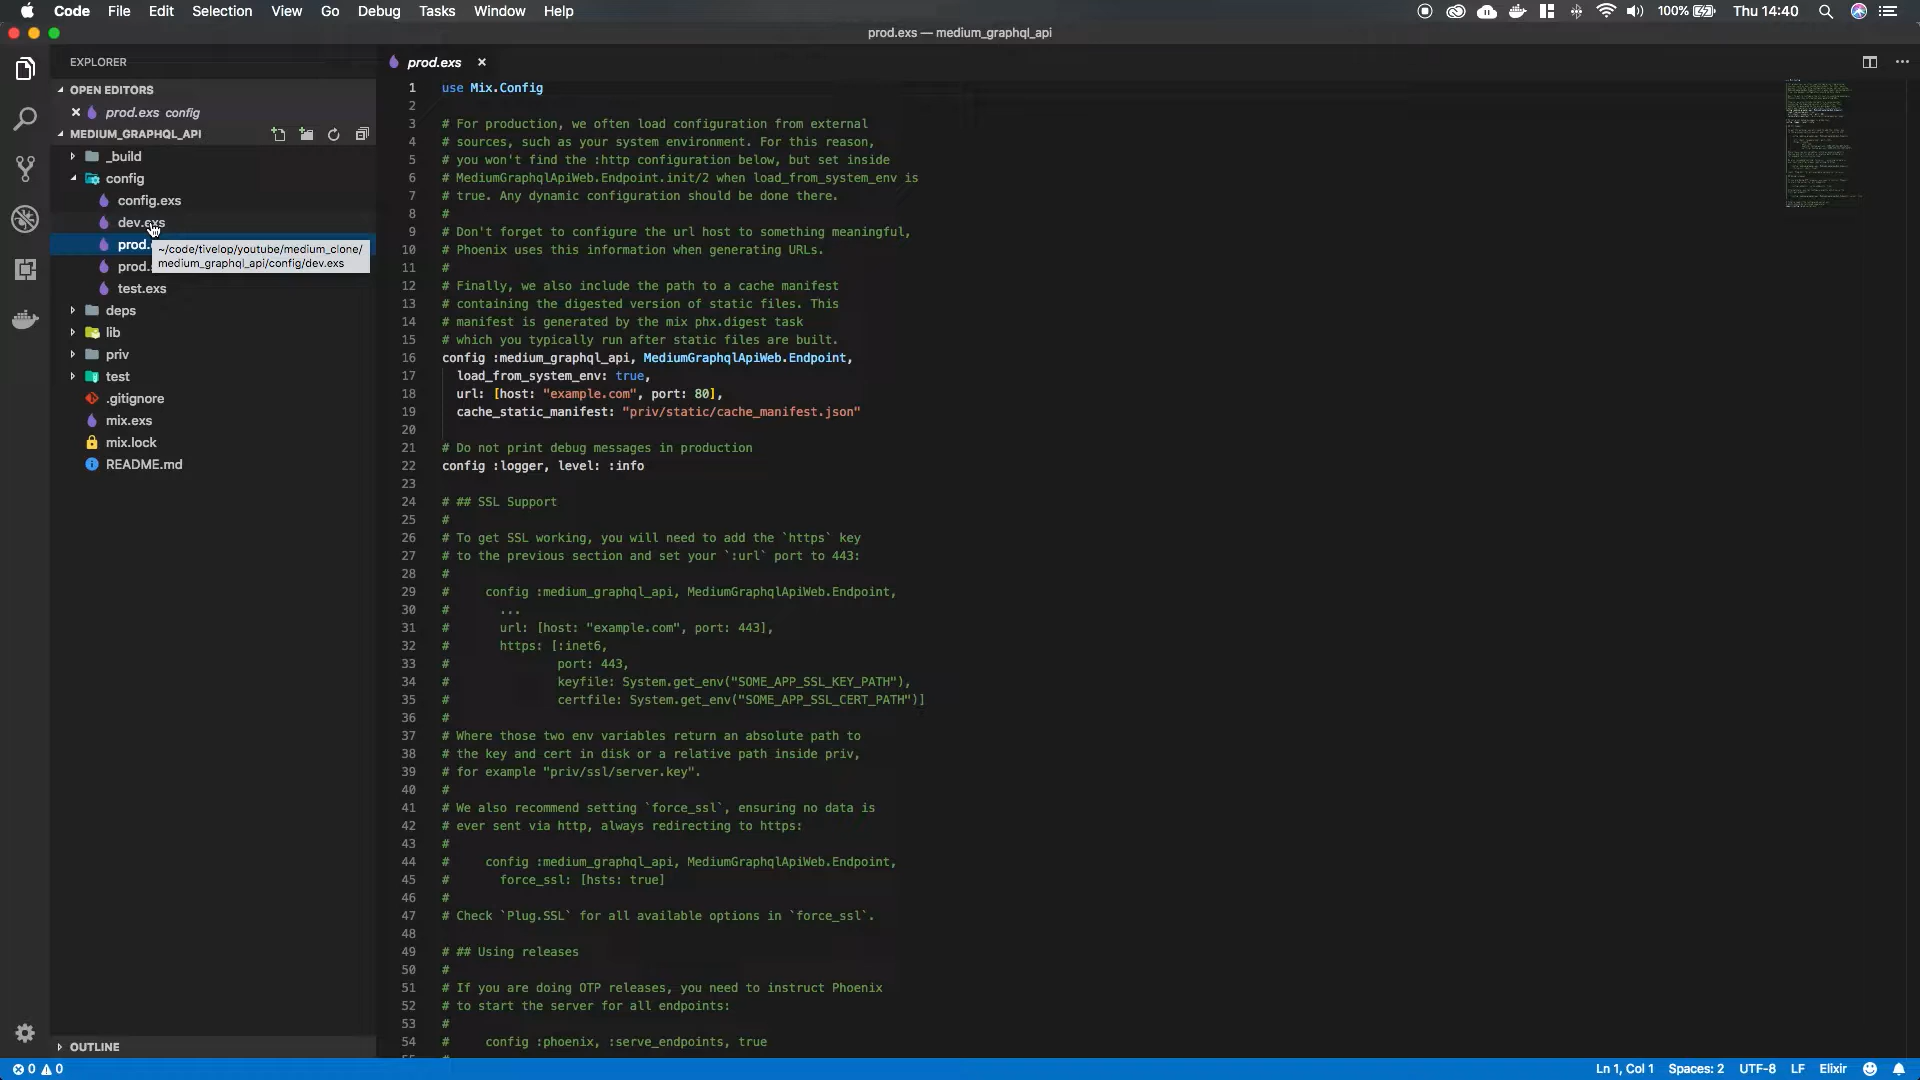 Code File Edit Selection View Go Debug Tasks Window Help
100% Thu 14:40
prod.exs — medium_graphql_api
EXPLORER
OPEN EDITORS
prod.exs config
MEDIUM_GRAPHQL_API
_build
config
config.exs
dev.exs
prod.
~/code/tivelop/youtube/medium_clone/
medium_graphql_api/config/dev.exs
prod.
test.exs
deps
lib
priv
test
.gitignore
mix.exs
mix.lock
README.md
OUTLINE
prod.exs
1 use Mix.Config
2
3 # For production, we often load configuration from external
4 # sources, such as your system environment. For this reason,
5 # you won't find the :http configuration below, but set inside
6 # MediumGraphqlApiWeb.Endpoint.init/2 when load_from_system_env is
7 # true. Any dynamic configuration should be done there.
8 #
9 # Don't forget to configure the url host to something meaningful,
10 # Phoenix uses this information when generating URLs.
11 #
12 # Finally, we also include the path to a cache manifest
13 # containing the digested version of static files. This
14 # manifest is generated by the mix phx.digest task
15 # which you typically run after static files are built.
16 config :medium_graphql_api, MediumGraphqlApiWeb.Endpoint,
17 load_from_system_env: true,
18 url: [host: "example.com", port: 80],
19 cache_static_manifest: "priv/static/cache_manifest.json"
20
21 # Do not print debug messages in production
22 config :logger, level: :info
23
24 # ## SSL Support
25 #
26 # To get SSL working, you will need to add the `https` key
27 # to the previous section and set your `:url` port to 443:
28 #
29 # config :medium_graphql_api, MediumGraphqlApiWeb.Endpoint,
30 # ...
31 # url: [host: "example.com", port: 443],
32 # https: [:inet6,
33 # port: 443,
34 # keyfile: System.get_env("SOME_APP_SSL_KEY_PATH"),
35 # certfile: System.get_env("SOME_APP_SSL_CERT_PATH")]
36 #
37 # Where those two env variables return an absolute path to
38 # the key and cert in disk or a relative path inside priv,
39 # for example "priv/ssl/server.key".
40 #
41 # We also recommend setting `force_ssl`, ensuring no data is
42 # ever sent via http, always redirecting to https:
43 #
44 # config :medium_graphql_api, MediumGraphqlApiWeb.Endpoint,
45 # force_ssl: [hsts: true]
46 #
47 # Check `Plug.SSL` for all available options in `force_ssl`.
48
49 # ## Using releases
50 #
51 # If you are doing OTP releases, you need to instruct Phoenix
52 # to start the server for all endpoints:
53 #
54 # config :phoenix, :serve_endpoints, true
0 0 Ln 1, Col 1 Spaces: 2 UTF-8 LF Elixir